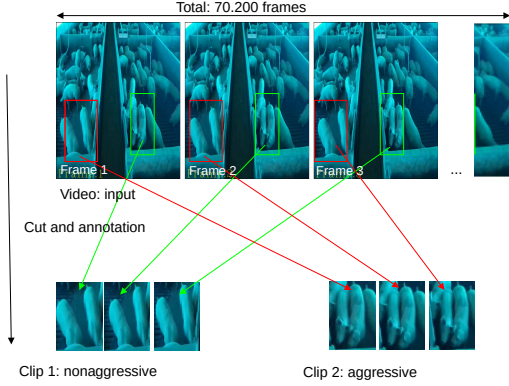 Total: 70.200 frames
Frame 1
Frame 2
Frame 3
...
Video: input
Cut and annotation
Clip 1: nonaggressive
Clip 2: aggressive